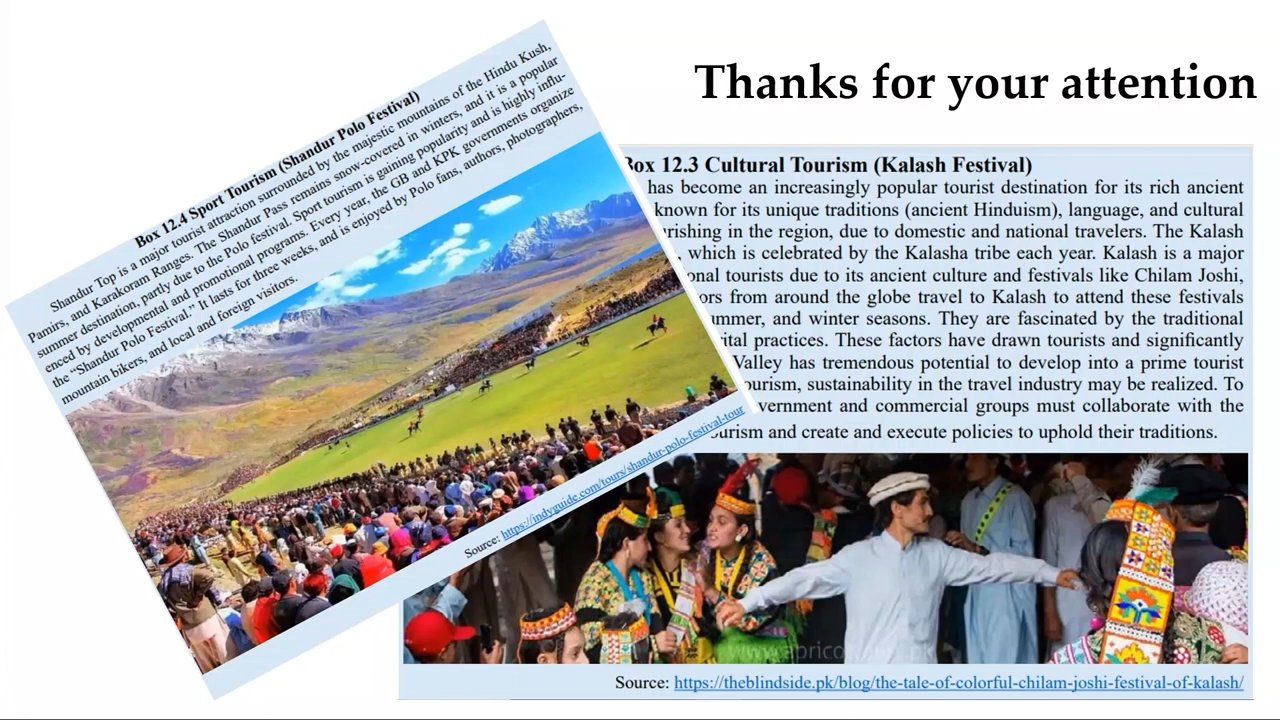 Thanks for your attention
Box 12.4 Sport Tourism (Shandur Polo Festival)
Shandur Top is a major tourist attraction surrounded by the majestic mountains of the Hindu Kush,
Pamirs, and Karakoram Ranges. The Shandur Pass remains snow-covered in winters, and it is a popular
summer destination, partly due to the Polo festival. Sport tourism is gaining popularity and is highly influ-
enced by developmental and promotional programs. Every year, the GB and KPK governments organize
the “Shandur Polo Festival.” It lasts for three weeks, and is enjoyed by Polo fans, authors, photographers,
mountain bikers, and local and foreign visitors.
Source: https://indyguide.com/tours/shandur-polo-festival-tour
Box 12.3 Cultural Tourism (Kalash Festival)
has become an increasingly popular tourist destination for its rich ancient
known for its unique traditions (ancient Hinduism), language, and cultural
in the region, due to domestic and national travelers. The Kalash
, which is celebrated by the Kalasha tribe each year. Kalash is a major
tourists due to its ancient culture and festivals like Chilam Joshi,
from around the globe travel to Kalash to attend these festivals
and winter seasons. They are fascinated by the traditional
practices. These factors have drawn tourists and significantly
Valley has tremendous potential to develop into a prime tourist
sustainability in the travel industry may be realized. To
and commercial groups must collaborate with the
and create and execute policies to uphold their traditions.
Source: https://theblindside.pk/blog/the-tale-of-colorful-chilam-joshi-festival-of-kalash/